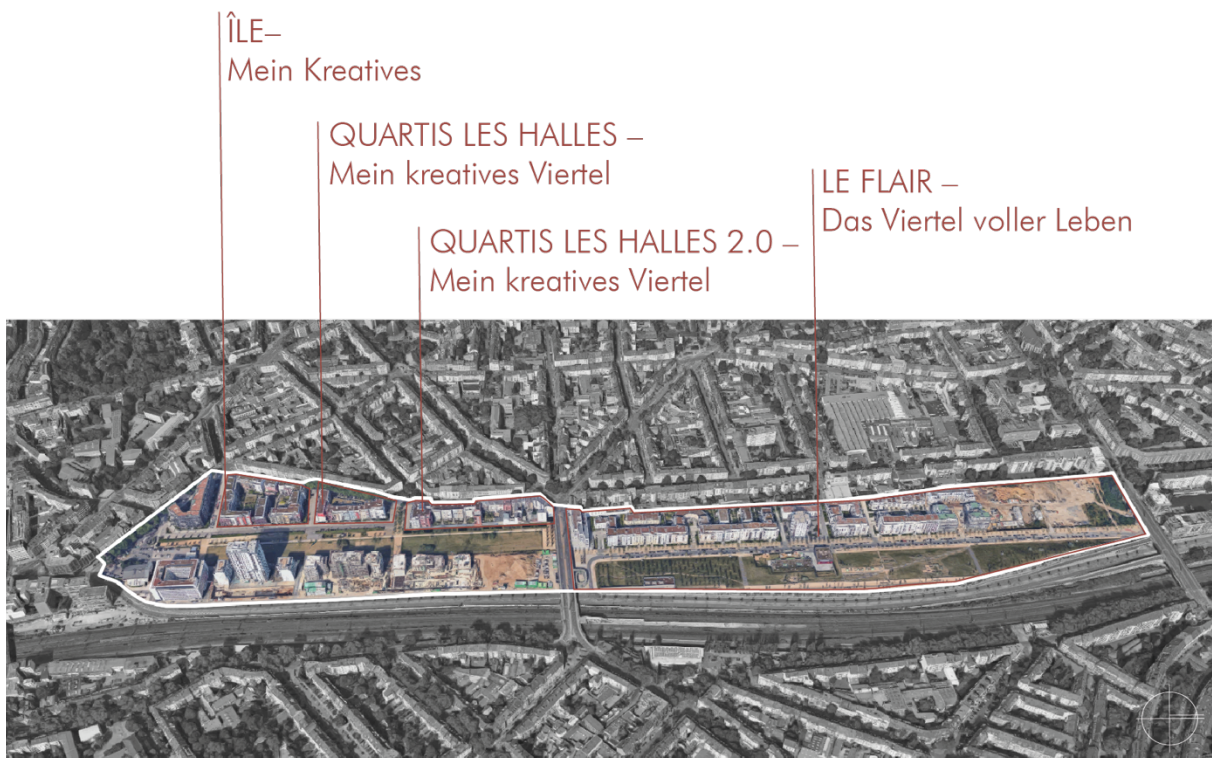 ÎLE–
Mein Kreatives
QUARTIS LES HALLES –
Mein kreatives Viertel
LE FLAIR –
Das Viertel voller Leben
QUARTIS LES HALLES 2.0 –
Mein kreatives Viertel